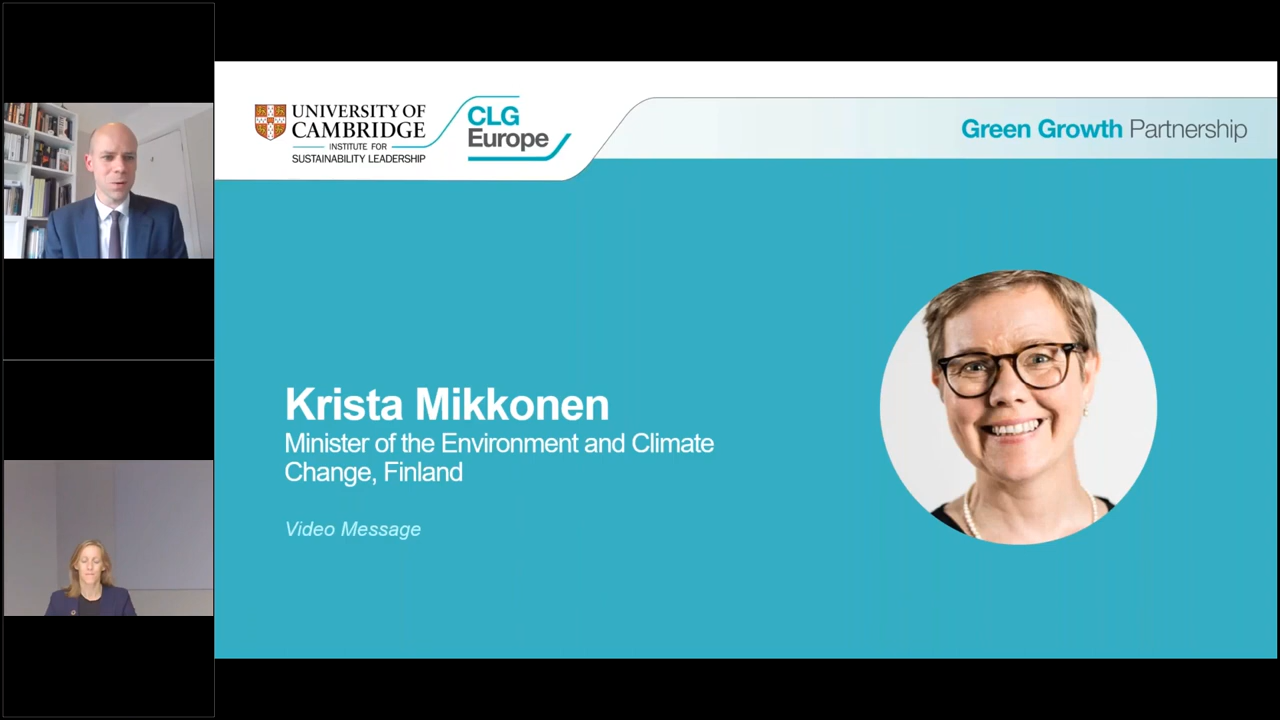 UNIVERSITY OF
CAMBRIDGE
INSTITUTE FOR
SUSTAINABILITY LEADERSHIP
CLG
Europe
Green Growth Partnership
Krista Mikkonen
Minister of the Environment and Climate
Change, Finland
Video Message